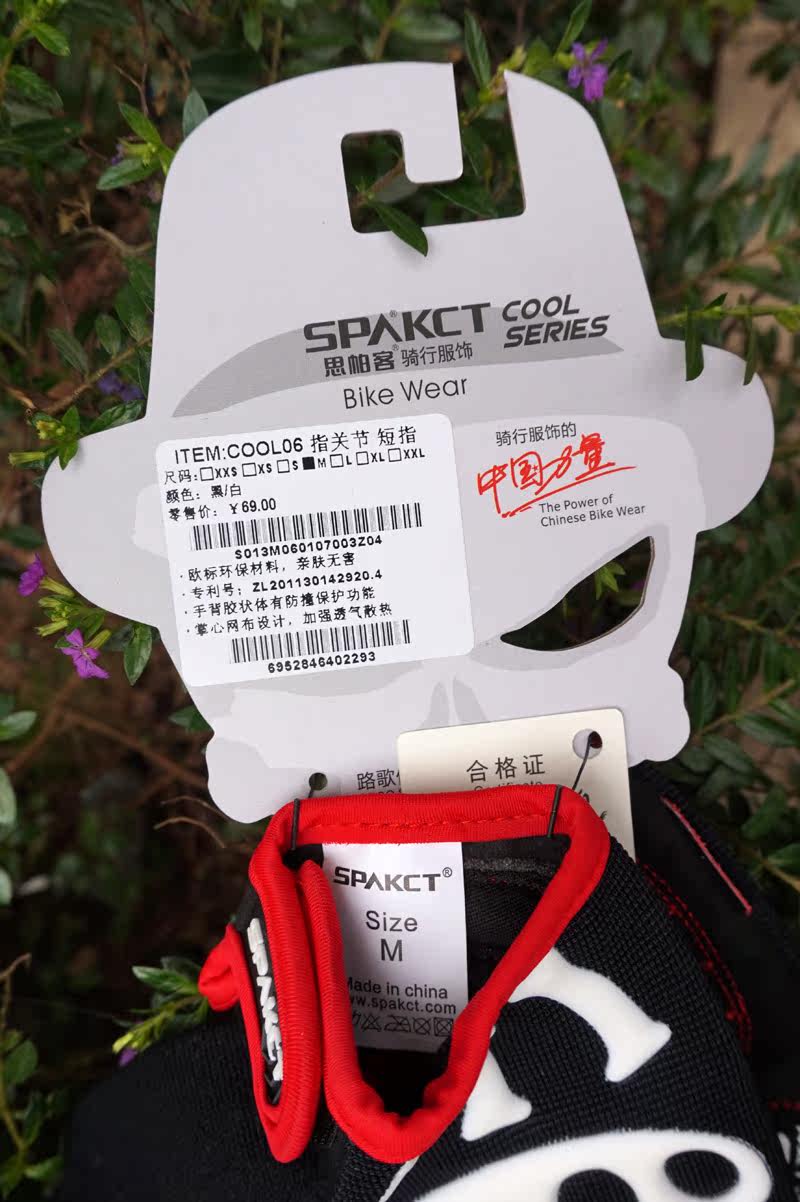 SPAKCT® COOL SERIES
思帕客® 骑行服饰
Bike Wear
ITEM:COOL06 指关节 短指
尺码:□XXS □XS □S ■M □L □XL □XXL
颜色: 黑/白
零售价: ¥69.00
S013M060107003Z04
·欧标环保材料，亲肤无害
·专利号: ZL201130142920.4
·手背胶状体有防撞保护功能
·掌心网布设计，加强透气散热
6952846402293
骑行服饰的
中国力量
The Power of
Chinese Bike Wear
路歌
合格证
SPAKCT®
Size
M
Made in china
www.spakct.com
SPAKCT